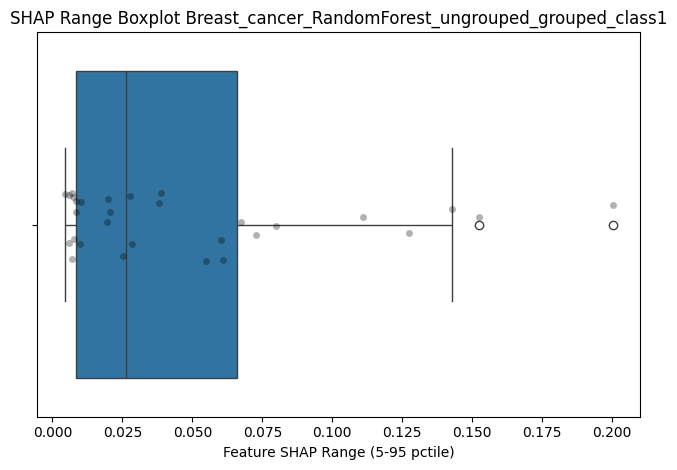 SHAP Range Boxplot Breast_cancer_RandomForest_ungrouped_grouped_class1
0.000 0.025 0.050 0.075 0.100 0.125 0.150 0.175 0.200
Feature SHAP Range (5-95 pctile)